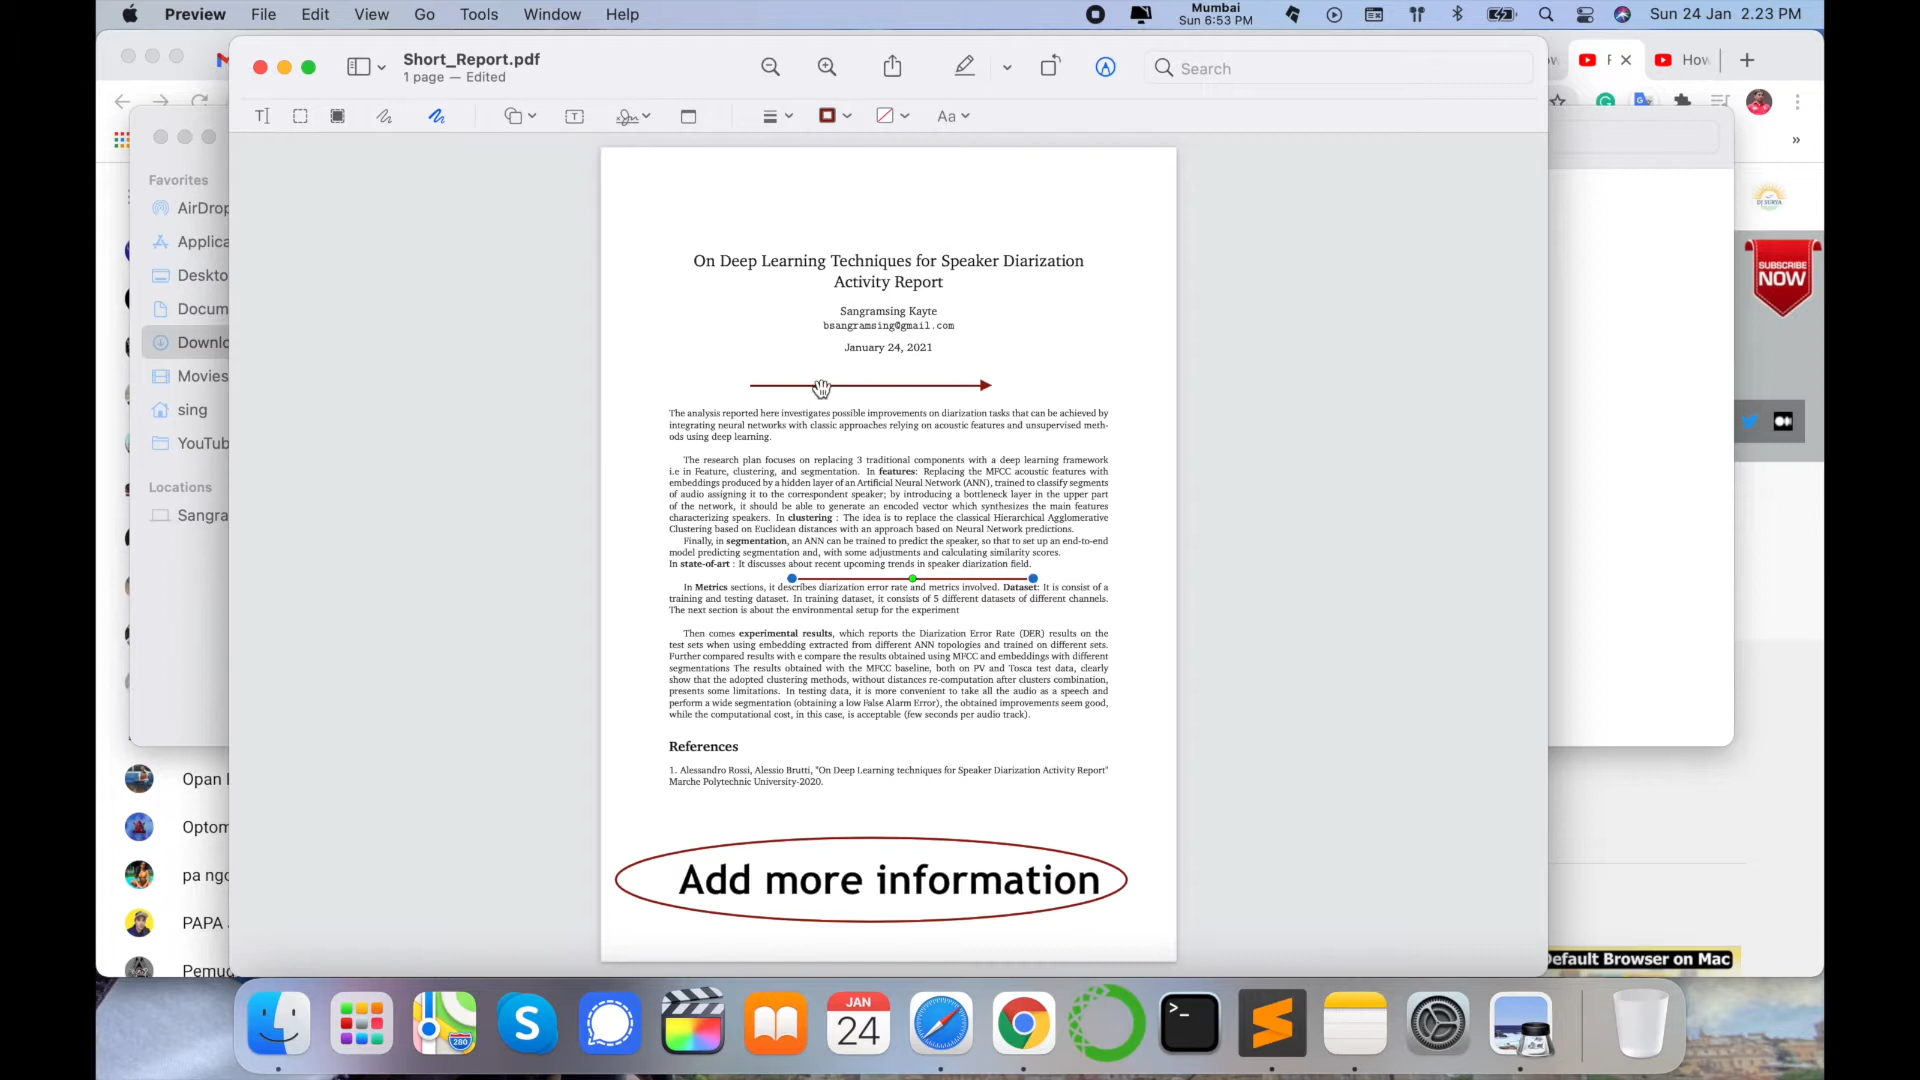 Preview File Edit View Go Tools Window Help
Mumbai
Sun 6:53 PM
Sun 24 Jan 2.23 PM
Short_Report.pdf
1 page — Edited
Search
How
Aa
Favorites
AirDrop
Applica
Deskto
Docum
Downlo
Movies
sing
YouTub
Locations
Sangra
Opan
Optom
pa ngo
PAPA
Pemud
On Deep Learning Techniques for Speaker Diarization
Activity Report
Sangramsing Kayte
bsangramsing@gmail.com
January 24, 2021
The analysis reported here investigates possible improvements on diarization tasks that can be achieved by
integrating neural networks with classic approaches relying on acoustic features and unsupervised meth-
ods using deep learning.
The research plan focuses on replacing 3 traditional components with a deep learning framework
i.e in Feature, clustering, and segmentation. In features: Replacing the MFCC acoustic features with
embeddings produced by a hidden layer of an Artificial Neural Network (ANN), trained to classify segments
of audio assigning it to the correspondent speaker; by introducing a bottleneck layer in the upper part
of the network, it should be able to generate an encoded vector which synthesizes the main features
characterizing speakers. In clustering : The idea is to replace the classical Hierarchical Agglomerative
Clustering based on Euclidean distances with an approach based on Neural Network predictions.
Finally, in segmentation, an ANN can be trained to predict the speaker, so that to set up an end-to-end
model predicting segmentation and, with some adjustments and calculating similarity scores.
In state-of-art : It discusses about recent upcoming trends in speaker diarization field.
In Metrics sections, it describes diarization error rate and metrics involved. Dataset: It is consist of a
training and testing dataset. In training dataset, it consists of 5 different datasets of different channels.
The next section is about the environmental setup for the experiment
Then comes experimental results, which reports the Diarization Error Rate (DER) results on the
test sets when using embedding extracted from different ANN topologies and trained on different sets.
Further compared results with e compare the results obtained using MFCC and embeddings with different
segmentations The results obtained with the MFCC baseline, both on PV and Tosca test data, clearly
show that the adopted clustering methods, without distances re-computation after clusters combination,
presents some limitations. In testing data, it is more convenient to take all the audio as a speech and
perform a wide segmentation (obtaining a low False Alarm Error), the obtained improvements seem good,
while the computational cost, in this case, is acceptable (few seconds per audio track).
References
1. Alessandro Rossi, Alessio Brutti, "On Deep Learning techniques for Speaker Diarization Activity Report"
Marche Polytechnic University-2020.
Add more information
DJ SURYA
SUBSCRIBE
NOW
Default Browser on Mac
280
JAN
24